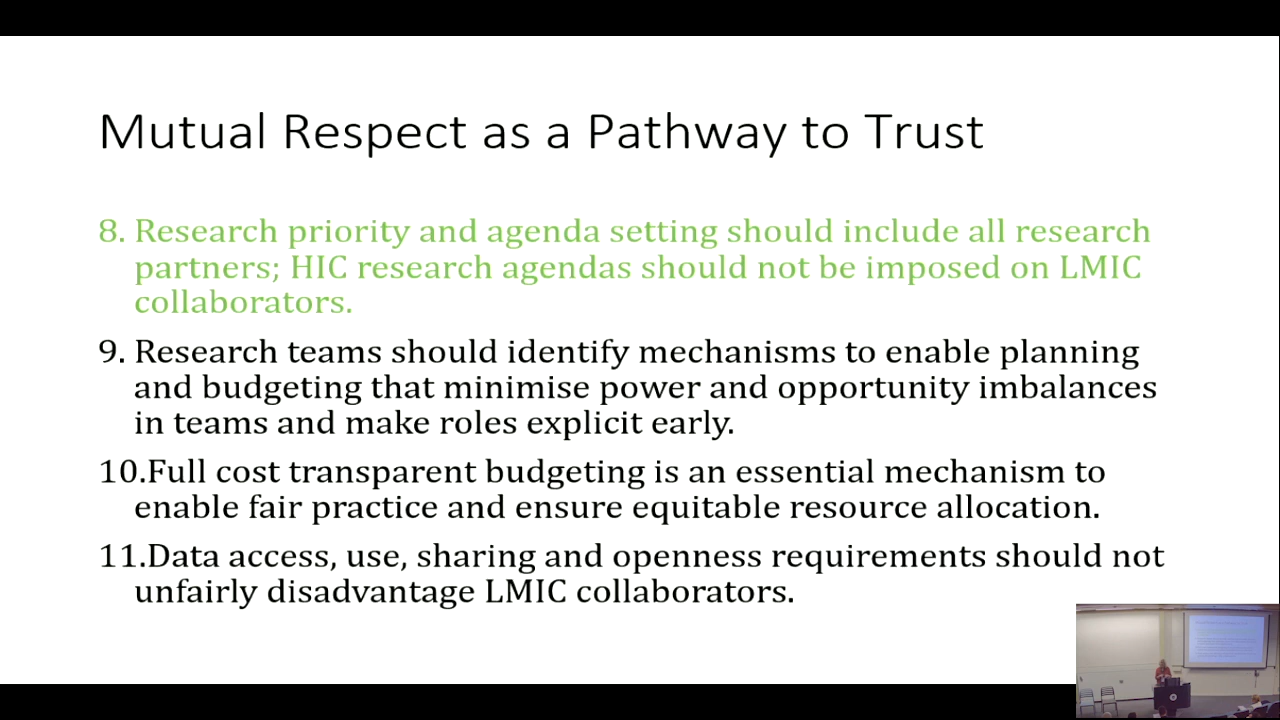 Mutual Respect as a Pathway to Trust
8. Research priority and agenda setting should include all research
partners; HIC research agendas should not be imposed on LMIC
collaborators.
9. Research teams should identify mechanisms to enable planning
and budgeting that minimise power and opportunity imbalances
in teams and make roles explicit early.
10.Full cost transparent budgeting is an essential mechanism to
enable fair practice and ensure equitable resource allocation.
11.Data access, use, sharing and openness requirements should not
unfairly disadvantage LMIC collaborators.